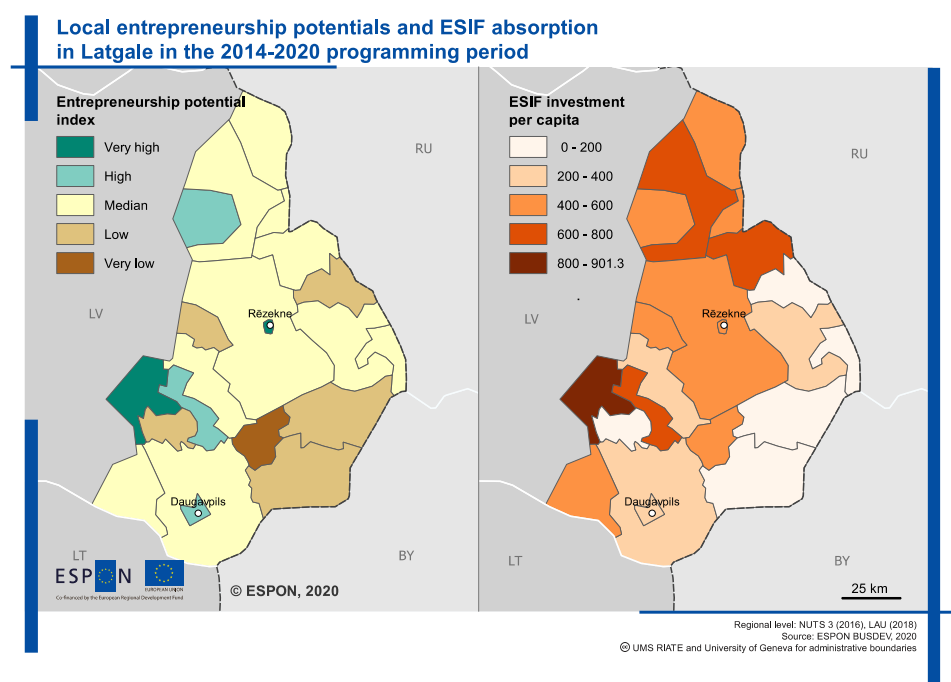 Local entrepreneurship potentials and ESIF absorption
in Latgale in the 2014-2020 programming period
Entrepreneurship potential
index
Very high
High
Median
Low
Very low
RU
LV
Rēzekne
Daugavpils
LT
BY
ESPON
EUROPEAN UNION
Co-financed by the European Regional Development Fund
© ESPON, 2020
ESIF investment
per capita
0 - 200
200 - 400
400 - 600
600 - 800
800 - 901.3
RU
LV
Rēzekne
Daugavpils
LT
BY
25 km
Regional level: NUTS 3 (2016), LAU (2018)
Source: ESPON BUSDEV, 2020
cc UMS RIATE and University of Geneva for administrative boundaries